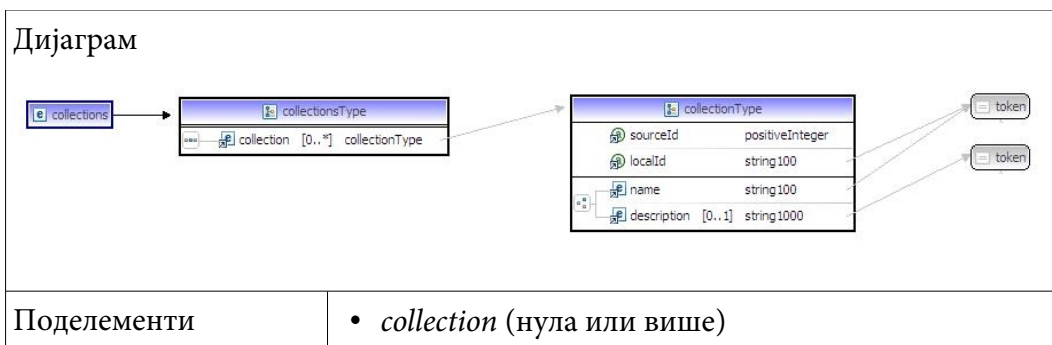 Дијаграм
e collections
collectionsType
collection [0..*] collectionType
collectionType
sourceId positiveInteger
localId string100
e name string100
e description [0..1] string1000
token
token
Поделементи
• collection (нула или више)